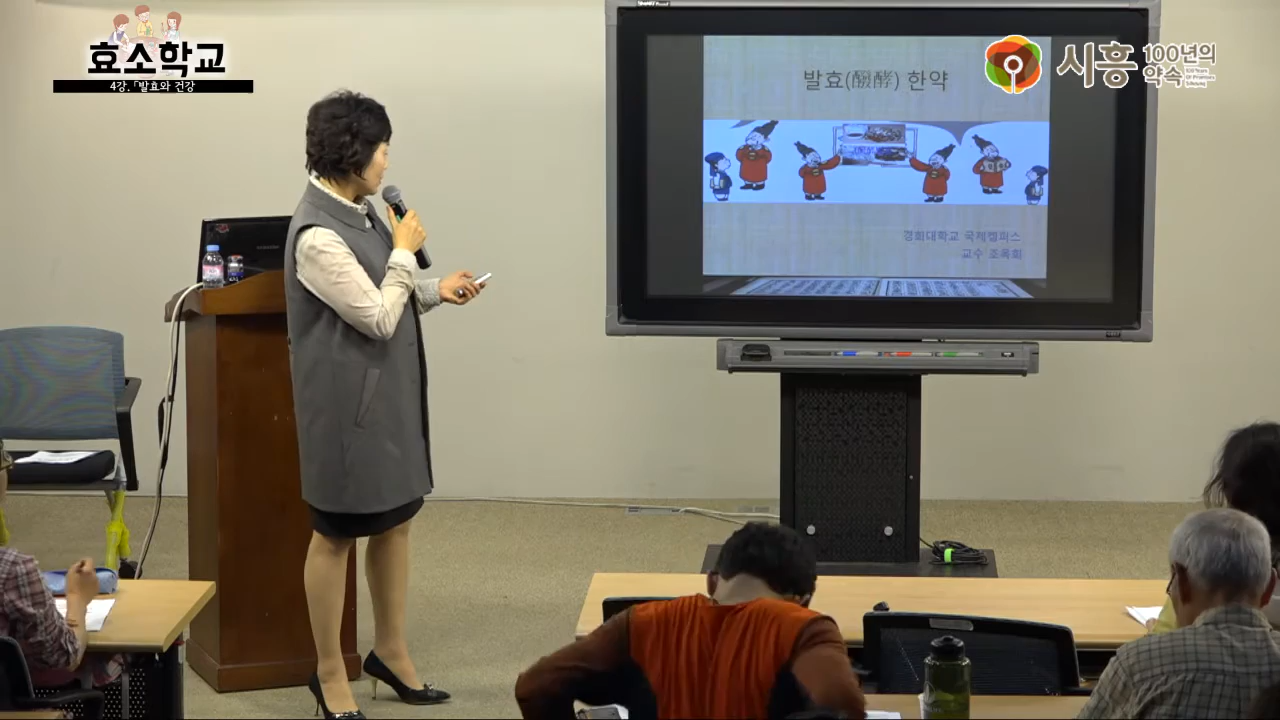 효소학교
4강. 「발효와 건강
시흥 100년의
약속
발효(醱酵) 한약
경희대학교 국제캠퍼스
교수 조옥희